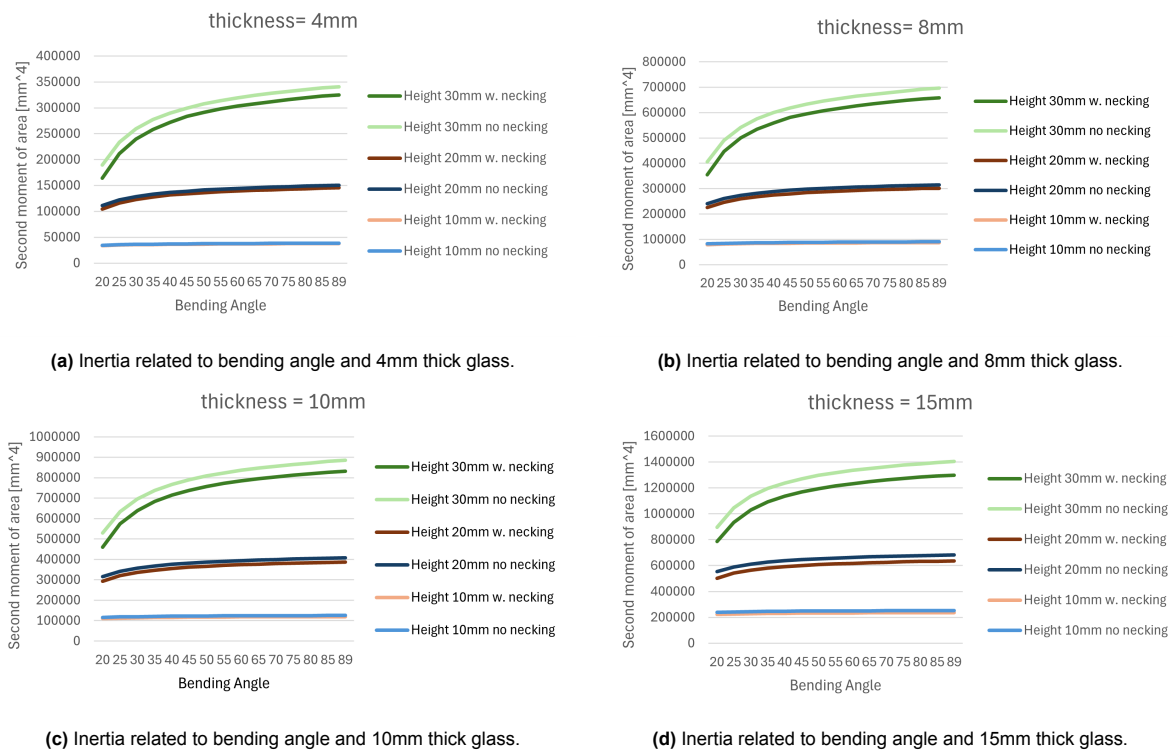 thickness= 4mm
Second moment of area [mm^4]
400000
350000
300000
250000
200000
150000
100000
50000
0
20 25 30 35 40 45 50 55 60 65 70 75 80 85 89
Bending Angle
Height 30mm w. necking
Height 30mm no necking
Height 20mm w. necking
Height 20mm no necking
Height 10mm w. necking
Height 10mm no necking
(a) Inertia related to bending angle and 4mm thick glass.
thickness= 8mm
Second moment of area [mm^4]
800000
700000
600000
500000
400000
300000
200000
100000
0
20 25 30 35 40 45 50 55 60 65 70 75 80 85 89
Bending Angle
Height 30mm w. necking
Height 30mm no necking
Height 20mm w. necking
Height 20mm no necking
Height 10mm w. necking
Height 10mm no necking
(b) Inertia related to bending angle and 8mm thick glass.
thickness = 10mm
Second moment of area [mm^4]
1000000
900000
800000
700000
600000
500000
400000
300000
200000
100000
0
20 25 30 35 40 45 50 55 60 65 70 75 80 85 89
Bending Angle
Height 30mm w. necking
Height 30mm no necking
Height 20mm w. necking
Height 20mm no necking
Height 10mm w. necking
Height 10mm no necking
(c) Inertia related to bending angle and 10mm thick glass.
thickness = 15mm
Second moment of area [mm^4]
1600000
1400000
1200000
1000000
800000
600000
400000
200000
0
20 25 30 35 40 45 50 55 60 65 70 75 80 85 89
Bending Angle
Height 30mm w. necking
Height 30mm no necking
Height 20mm w. necking
Height 20mm no necking
Height 10mm w. necking
Height 10mm no necking
(d) Inertia related to bending angle and 15mm thick glass.